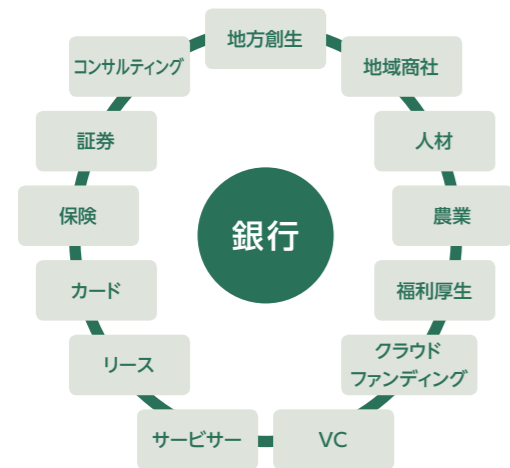 地方創生
コンサルティング
地域商社
証券
人材
保険
銀行
農業
カード
福利厚生
リース
クラウド
ファンディング
サービサー
VC